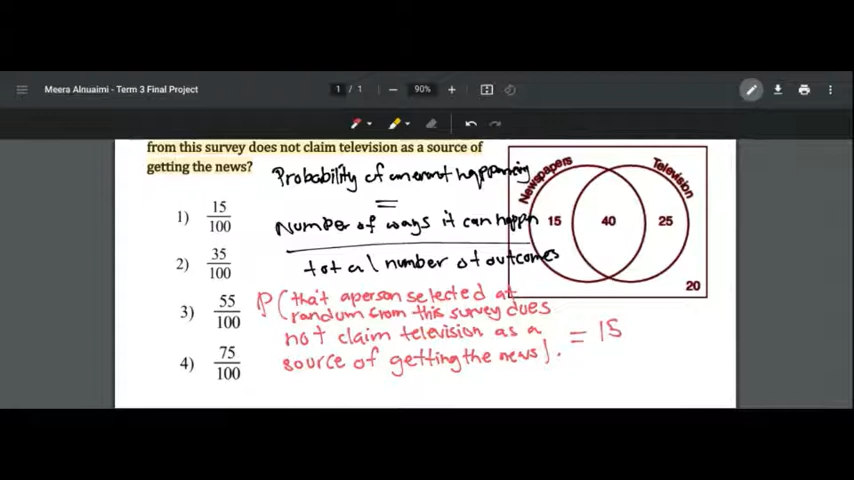 Meera Alnuaimi - Term 3 Final Project
1 / 1
90%
from this survey does not claim television as a source of
getting the news?
Probability of an event happening
=
Number of ways it can happen
total number of outcomes
1) 15/100
2) 35/100
3) 55/100
4) 75/100
P(that a person selected at
random from this survey does
not claim television as a
source of getting the news).
= 15
Newspapers
Television
15
40
25
20